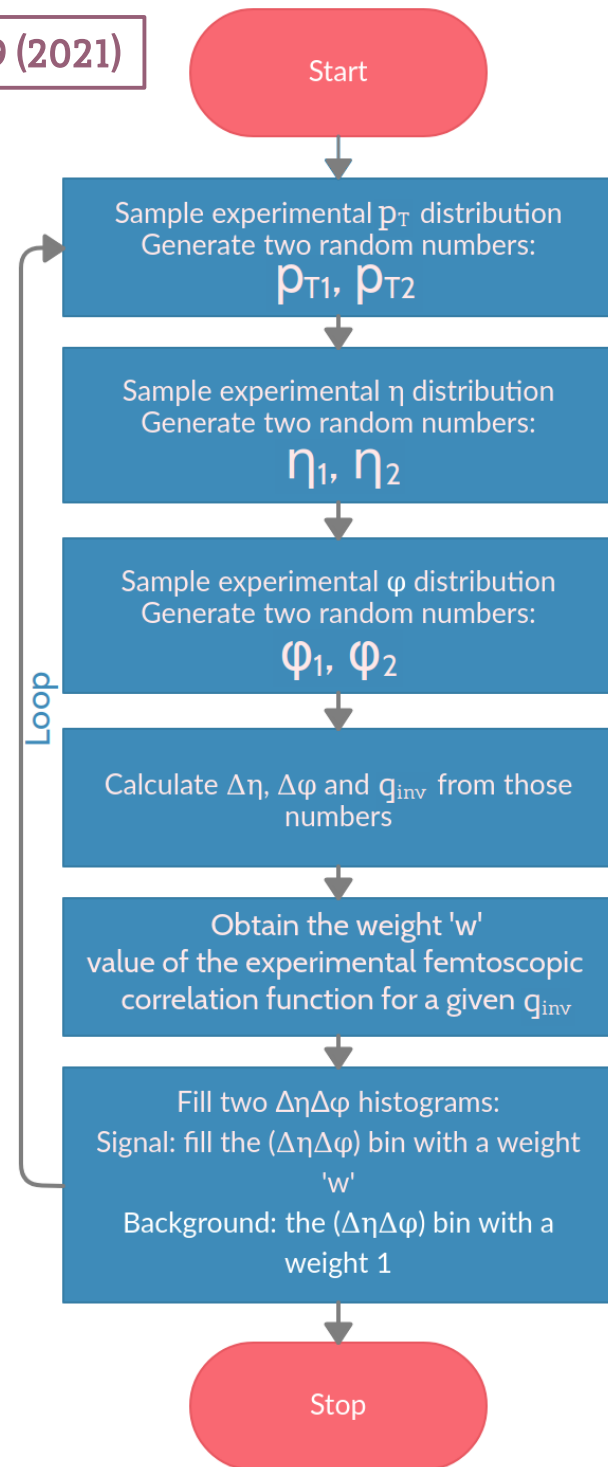 9 (2021)
Start
Sample experimental pT distribution
Generate two random numbers:
pT1, pT2
Sample experimental η distribution
Generate two random numbers:
η1, η2
Sample experimental φ distribution
Generate two random numbers:
φ1, φ2
Loop
Calculate Δη, Δφ and qinv from those
numbers
Obtain the weight 'w'
value of the experimental femtoscopic
correlation function for a given qinv
Fill two ΔηΔφ histograms:
Signal: fill the (ΔηΔφ) bin with a weight
'w'
Background: the (ΔηΔφ) bin with a
weight 1
Stop